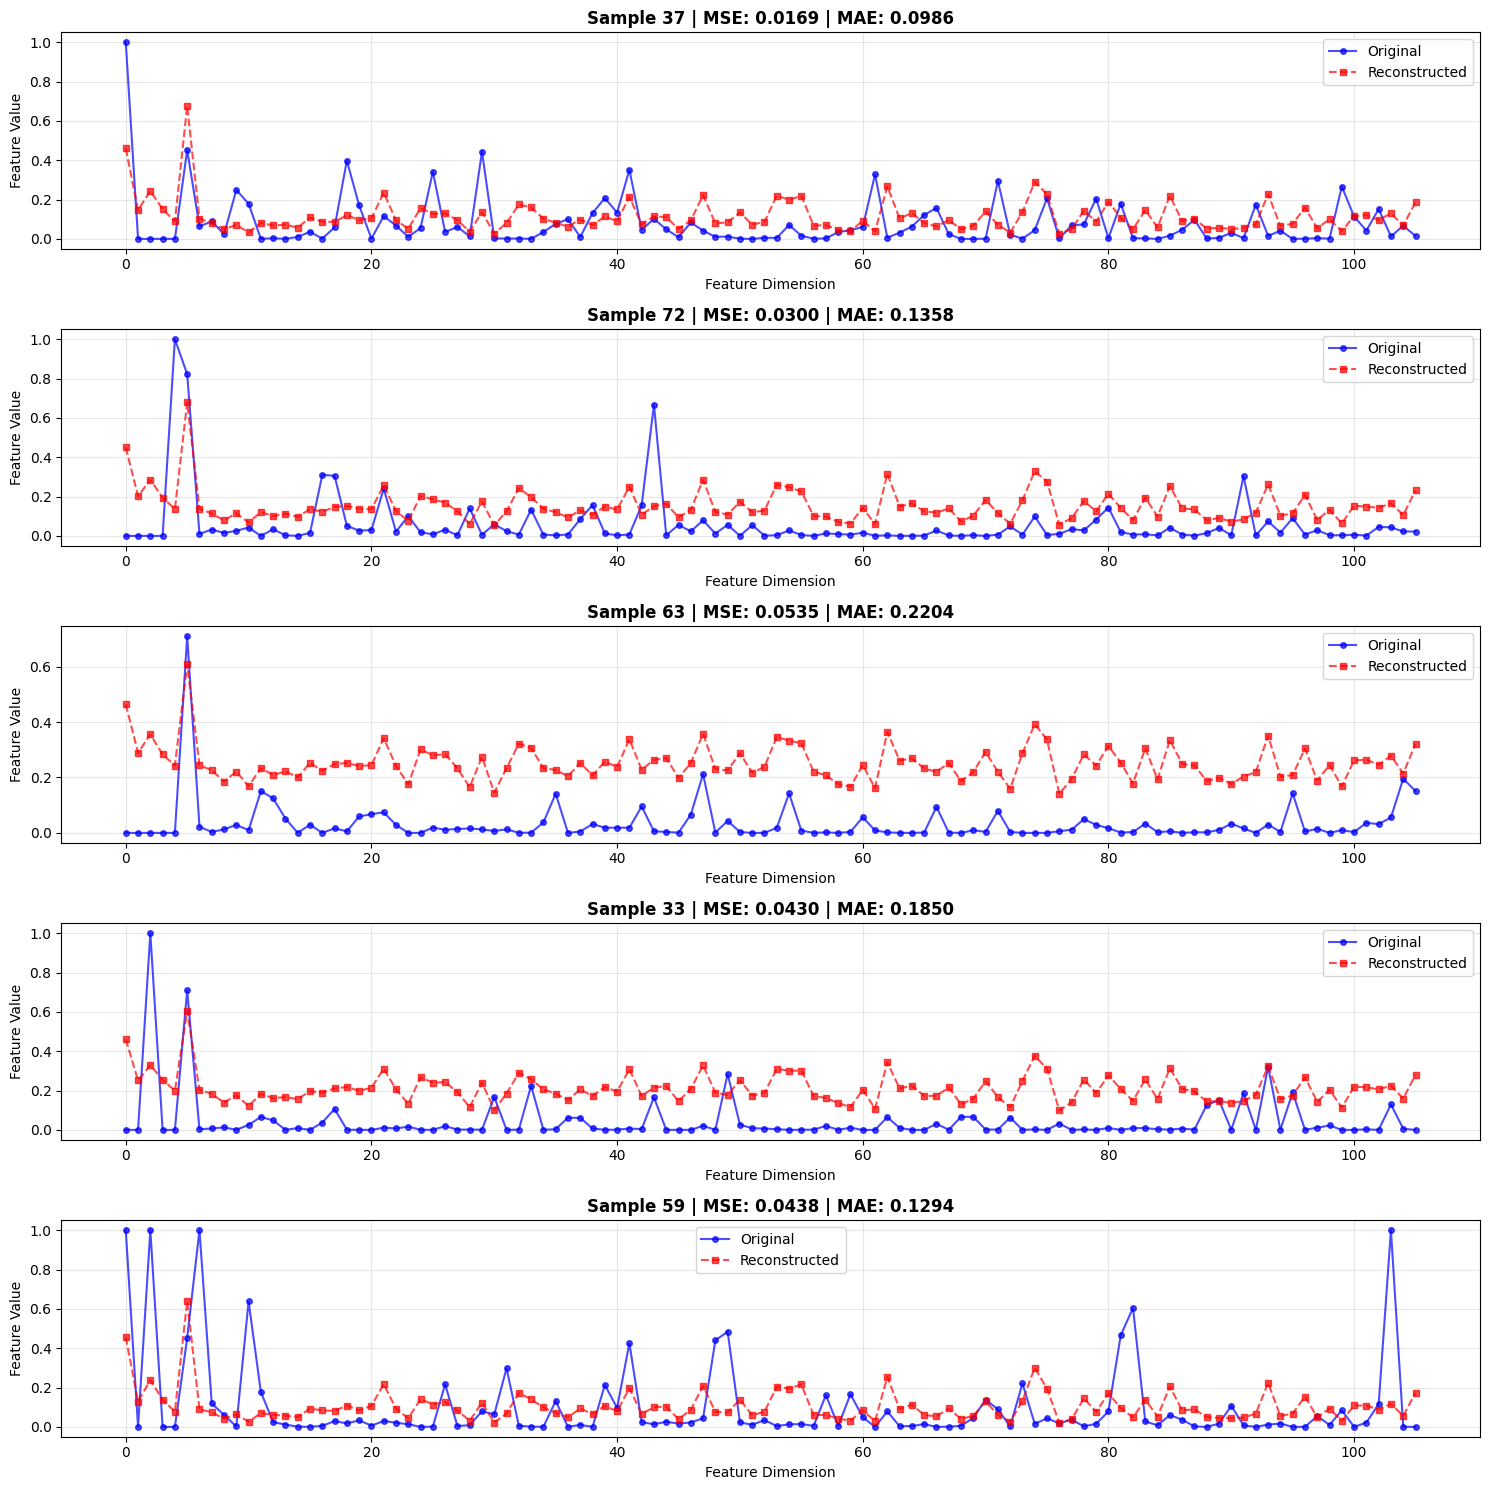 Sample 37 | MSE: 0.0169 | MAE: 0.0986
Feature Value
1.0
0.8
0.6
0.4
0.2
0.0
Original
Reconstructed
0 20 40 60 80 100
Feature Dimension
Sample 72 | MSE: 0.0300 | MAE: 0.1358
Feature Value
1.0
0.8
0.6
0.4
0.2
0.0
Original
Reconstructed
0 20 40 60 80 100
Feature Dimension
Sample 63 | MSE: 0.0535 | MAE: 0.2204
Feature Value
0.6
0.4
0.2
0.0
Original
Reconstructed
0 20 40 60 80 100
Feature Dimension
Sample 33 | MSE: 0.0430 | MAE: 0.1850
Feature Value
1.0
0.8
0.6
0.4
0.2
0.0
Original
Reconstructed
0 20 40 60 80 100
Feature Dimension
Sample 59 | MSE: 0.0438 | MAE: 0.1294
Feature Value
1.0
0.8
0.6
0.4
0.2
0.0
Original
Reconstructed
0 20 40 60 80 100
Feature Dimension